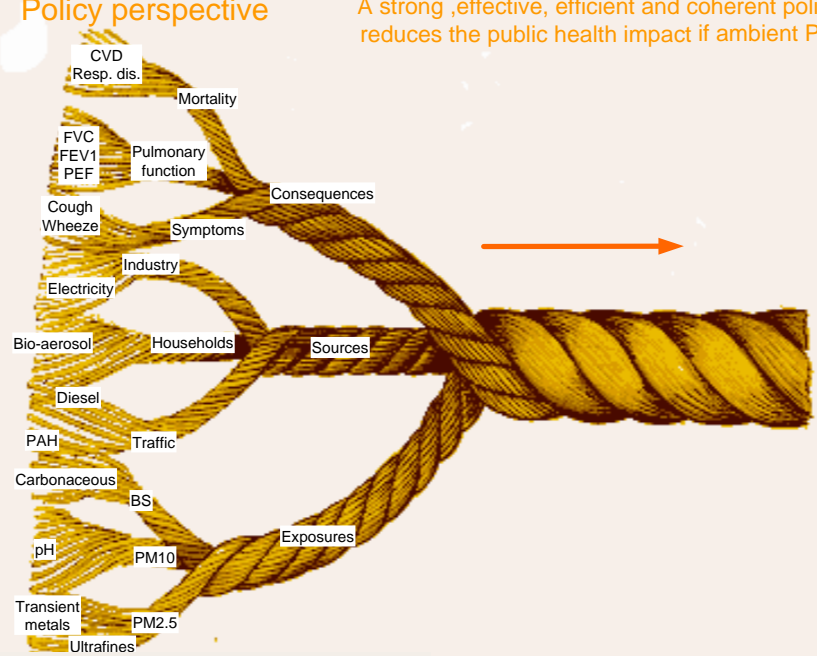 Policy perspective
A strong ,effective, efficient and coherent
reduces the public health impact if ambient
CVD
Resp. dis.
Mortality
FVC
FEV1
PEF
Pulmonary
function
Consequences
Cough
Wheeze
Symptoms
Industry
Electricity
Bio-aerosol
Households
Sources
Diesel
PAH
Traffic
Carbonaceous
BS
Exposures
pH
PM10
Transient
metals
PM2.5
Ultrafines